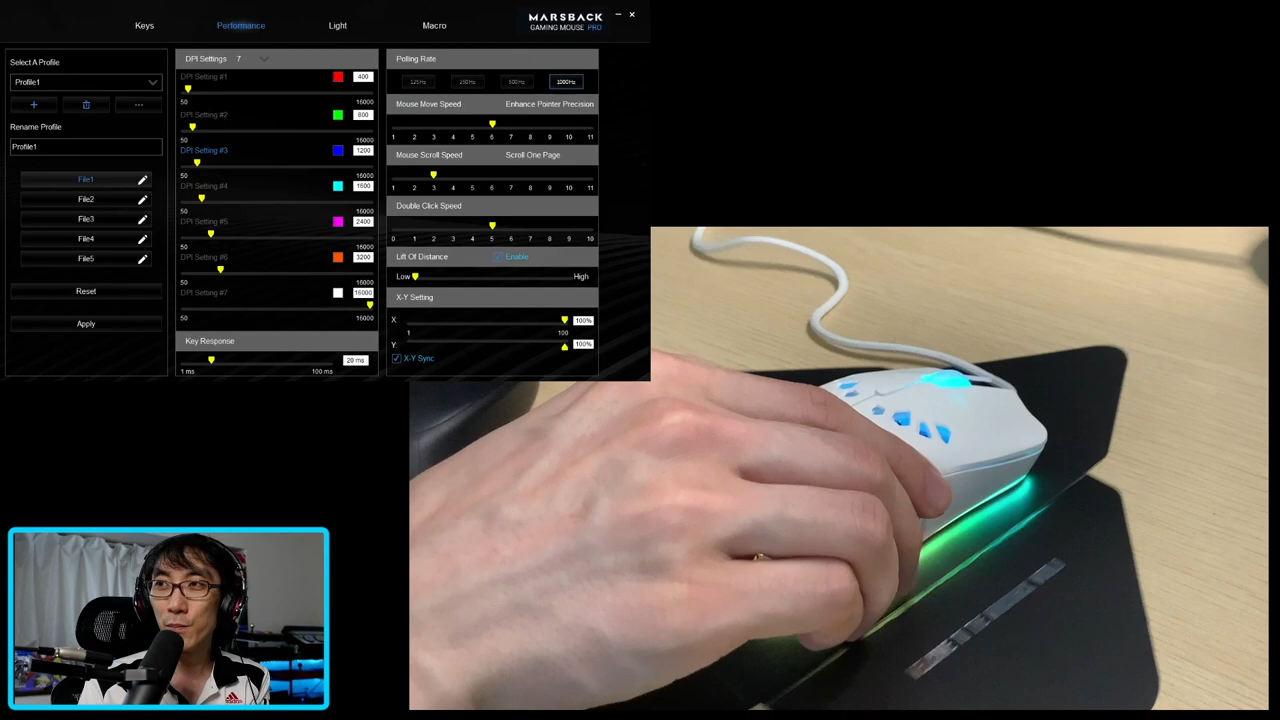 Keys
Performance
Light
Macro
MARSBACK
GAMING MOUSE PRO
Select A Profile
Profile1
Rename Profile
Profile1
File1
File2
File3
File4
File5
Reset
Apply
DPI Settings 7
DPI Setting #1 400
50 16000
DPI Setting #2 800
50 16000
DPI Setting #3 1200
50 16000
DPI Setting #4 1600
50 16000
DPI Setting #5 2400
50 16000
DPI Setting #6 3200
50 16000
DPI Setting #7 16000
50 16000
Key Response
20 ms
1 ms 100 ms
Polling Rate
125Hz 250Hz 500Hz 1000Hz
Mouse Move Speed Enhance Pointer Precision
1 2 3 4 5 6 7 8 9 10 11
Mouse Scroll Speed Scroll One Page
1 2 3 4 5 6 7 8 9 10 11
Double Click Speed
0 1 2 3 4 5 6 7 8 9 10
Lift Of Distance Enable
Low High
X-Y Setting
X: 100%
1 100
Y: 100%
X-Y Sync